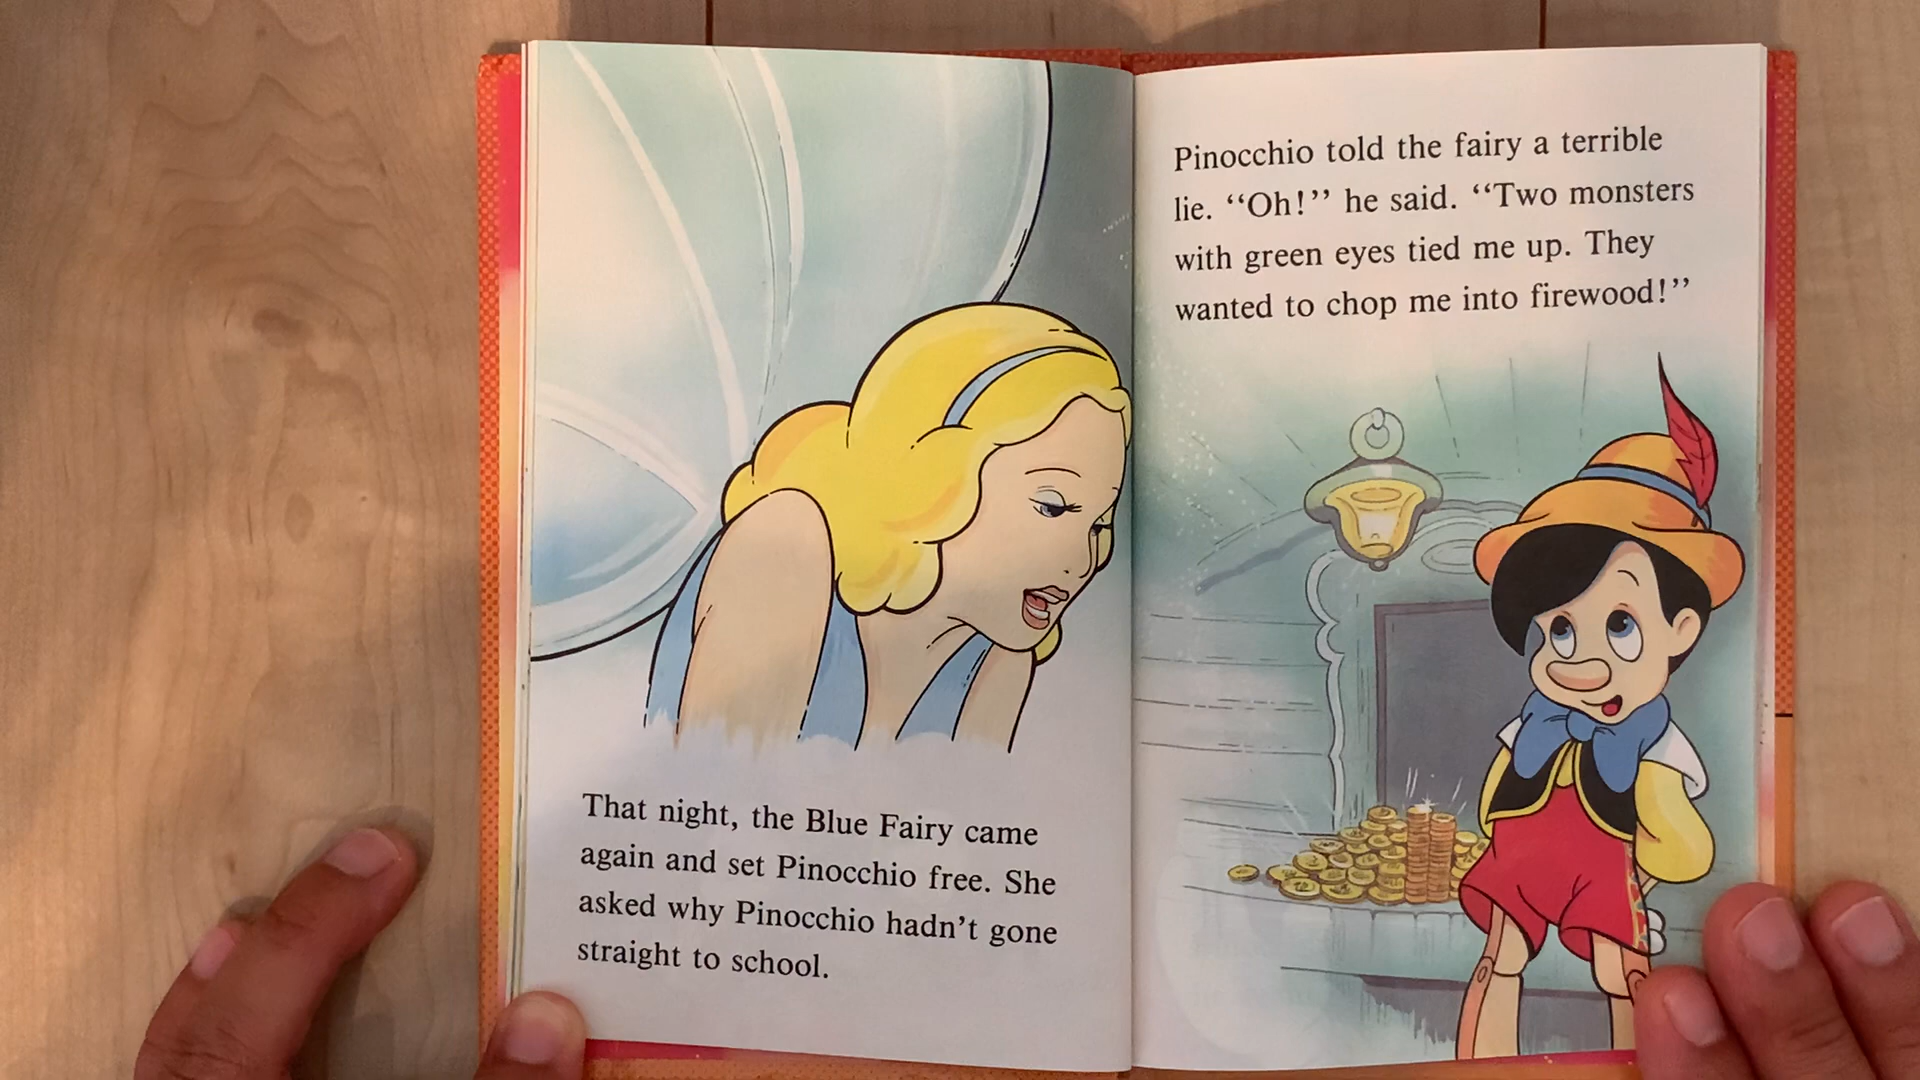 That night, the Blue Fairy came
again and set Pinocchio free. She
asked why Pinocchio hadn't gone
straight to school.
Pinocchio told the fairy a terrible
lie. ‘‘Oh!’’ he said. ‘‘Two monsters
with green eyes tied me up. They
wanted to chop me into firewood!’’